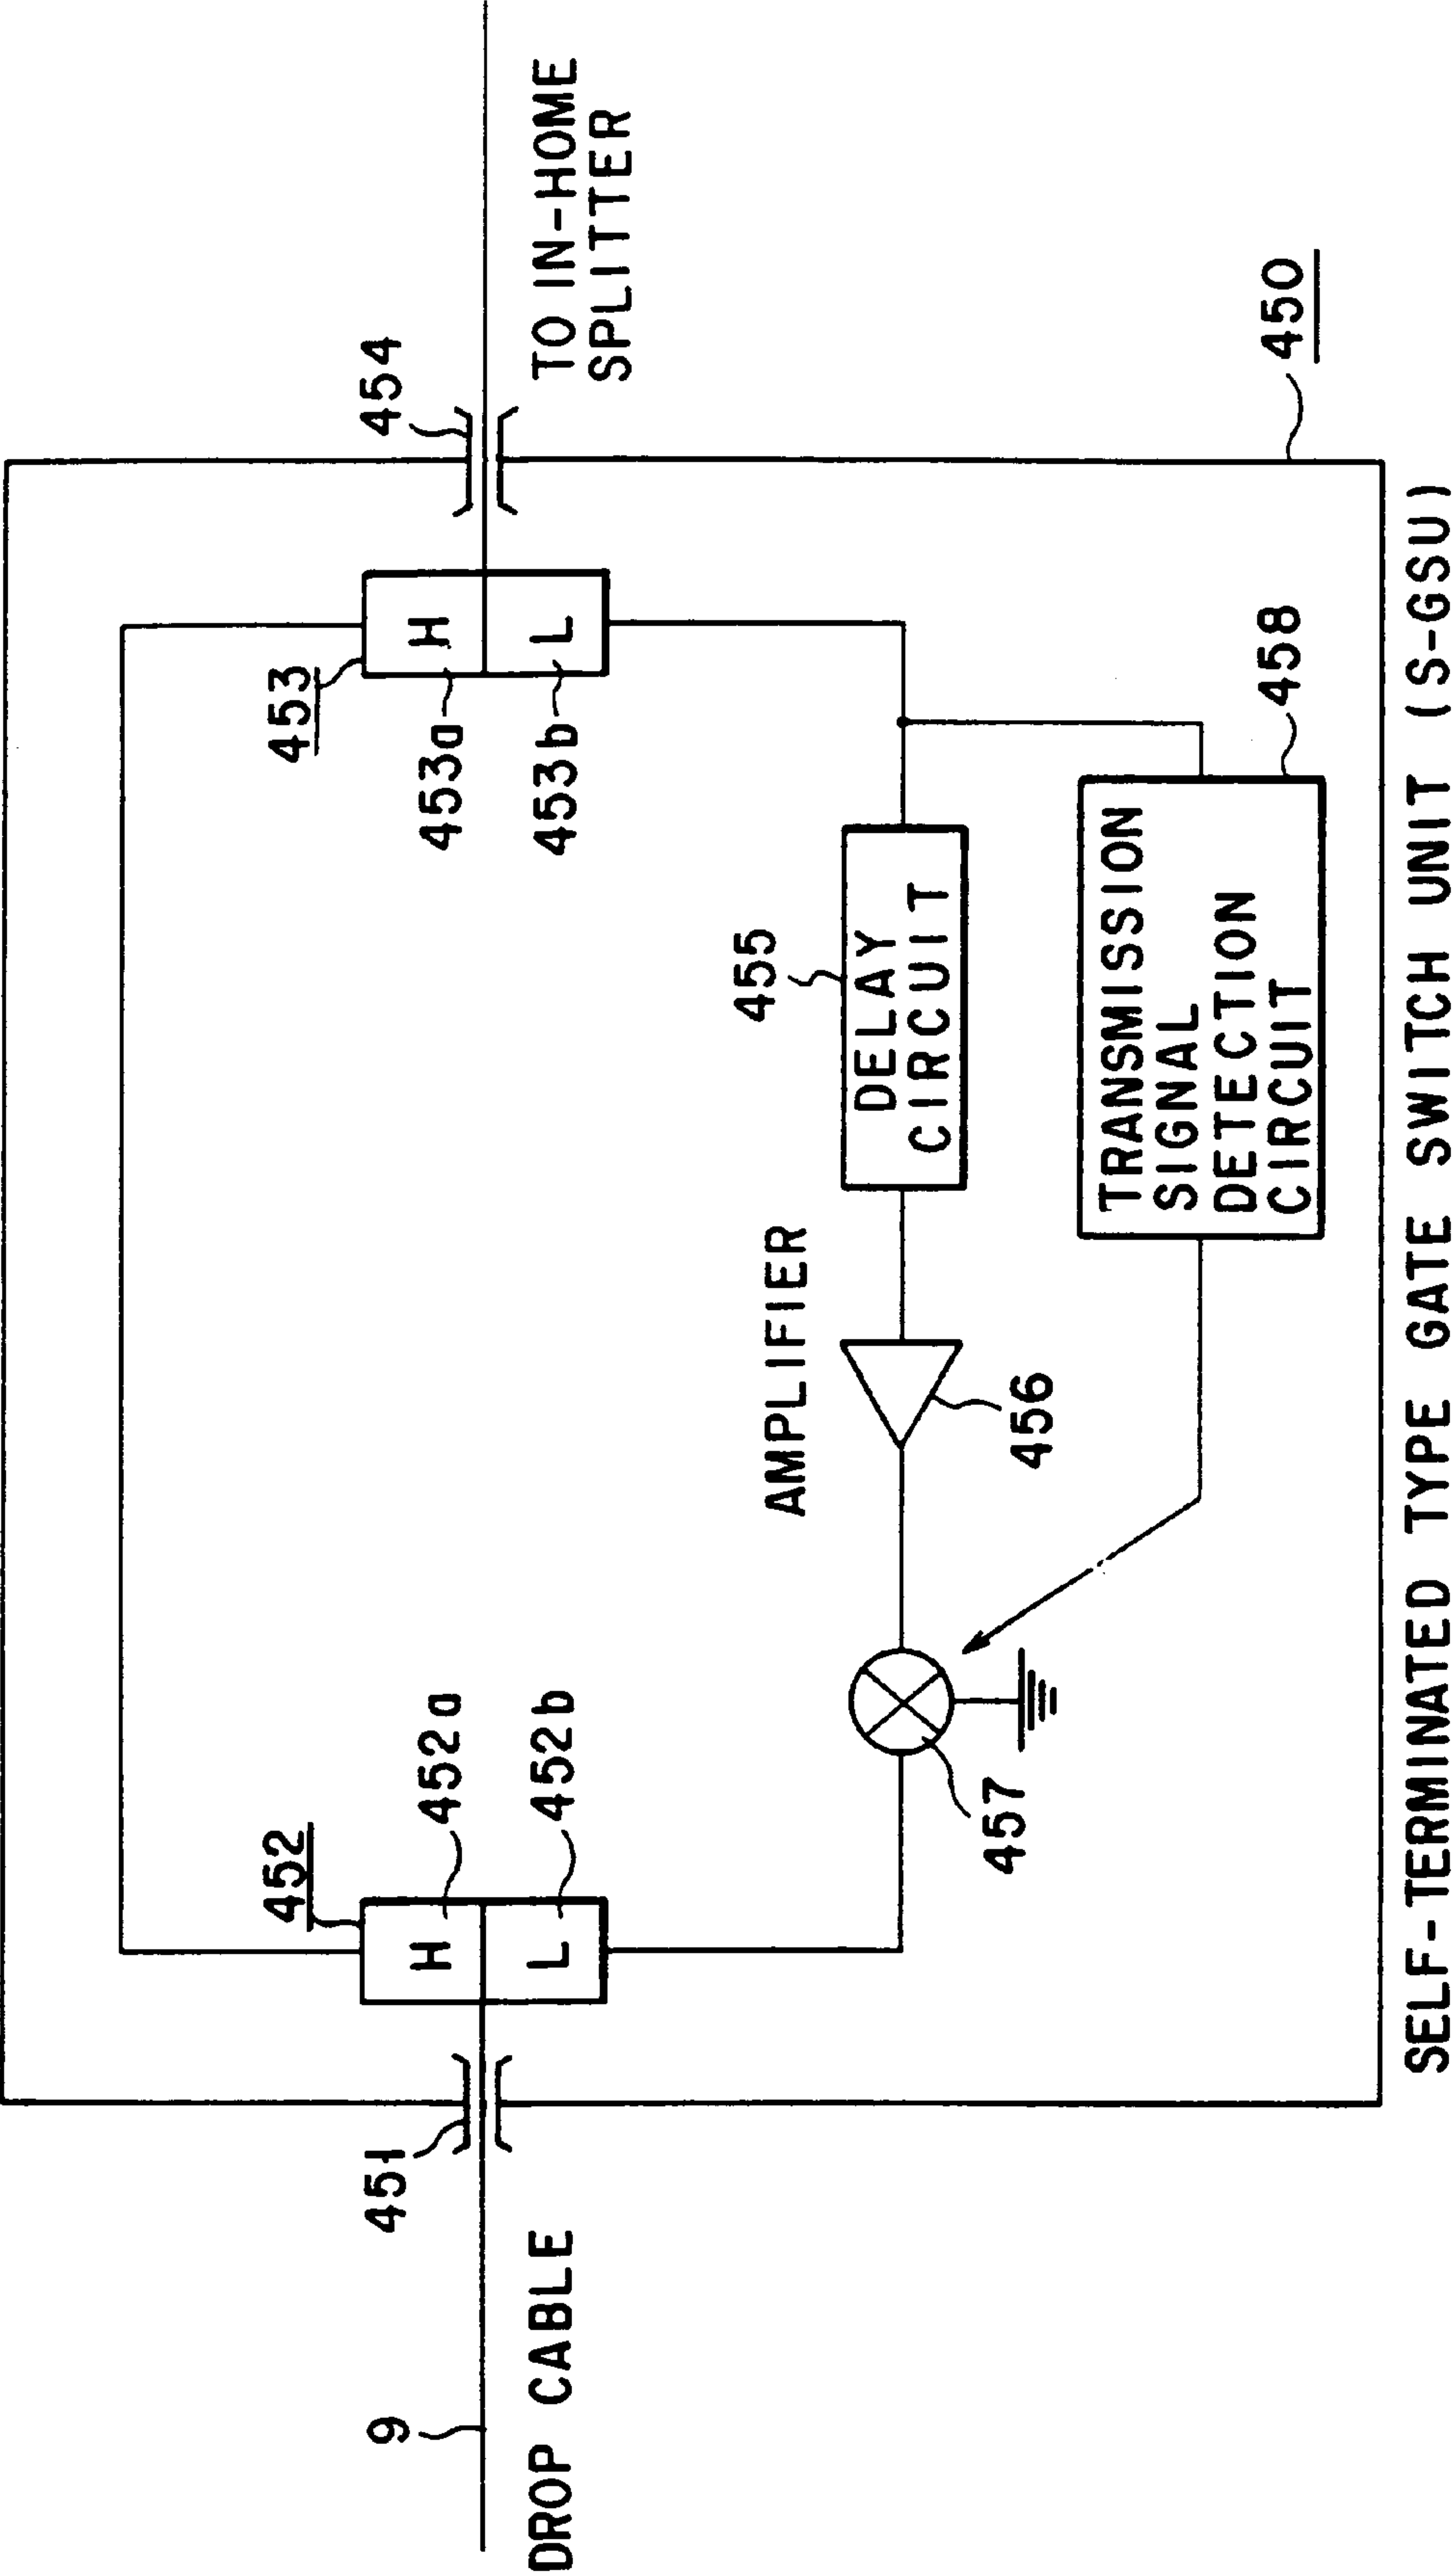 454
TO IN-HOME
SPLITTER
453
H
L
453a
453b
450
455
DELAY
CIRCUIT
458
TRANSMISSION
SIGNAL
DETECTION
CIRCUIT
AMPLIFIER
456
457
452
H
L
452a
452b
451
9
DROP CABLE
SELF-TERMINATED TYPE GATE SWITCH UNIT (S-GSU)